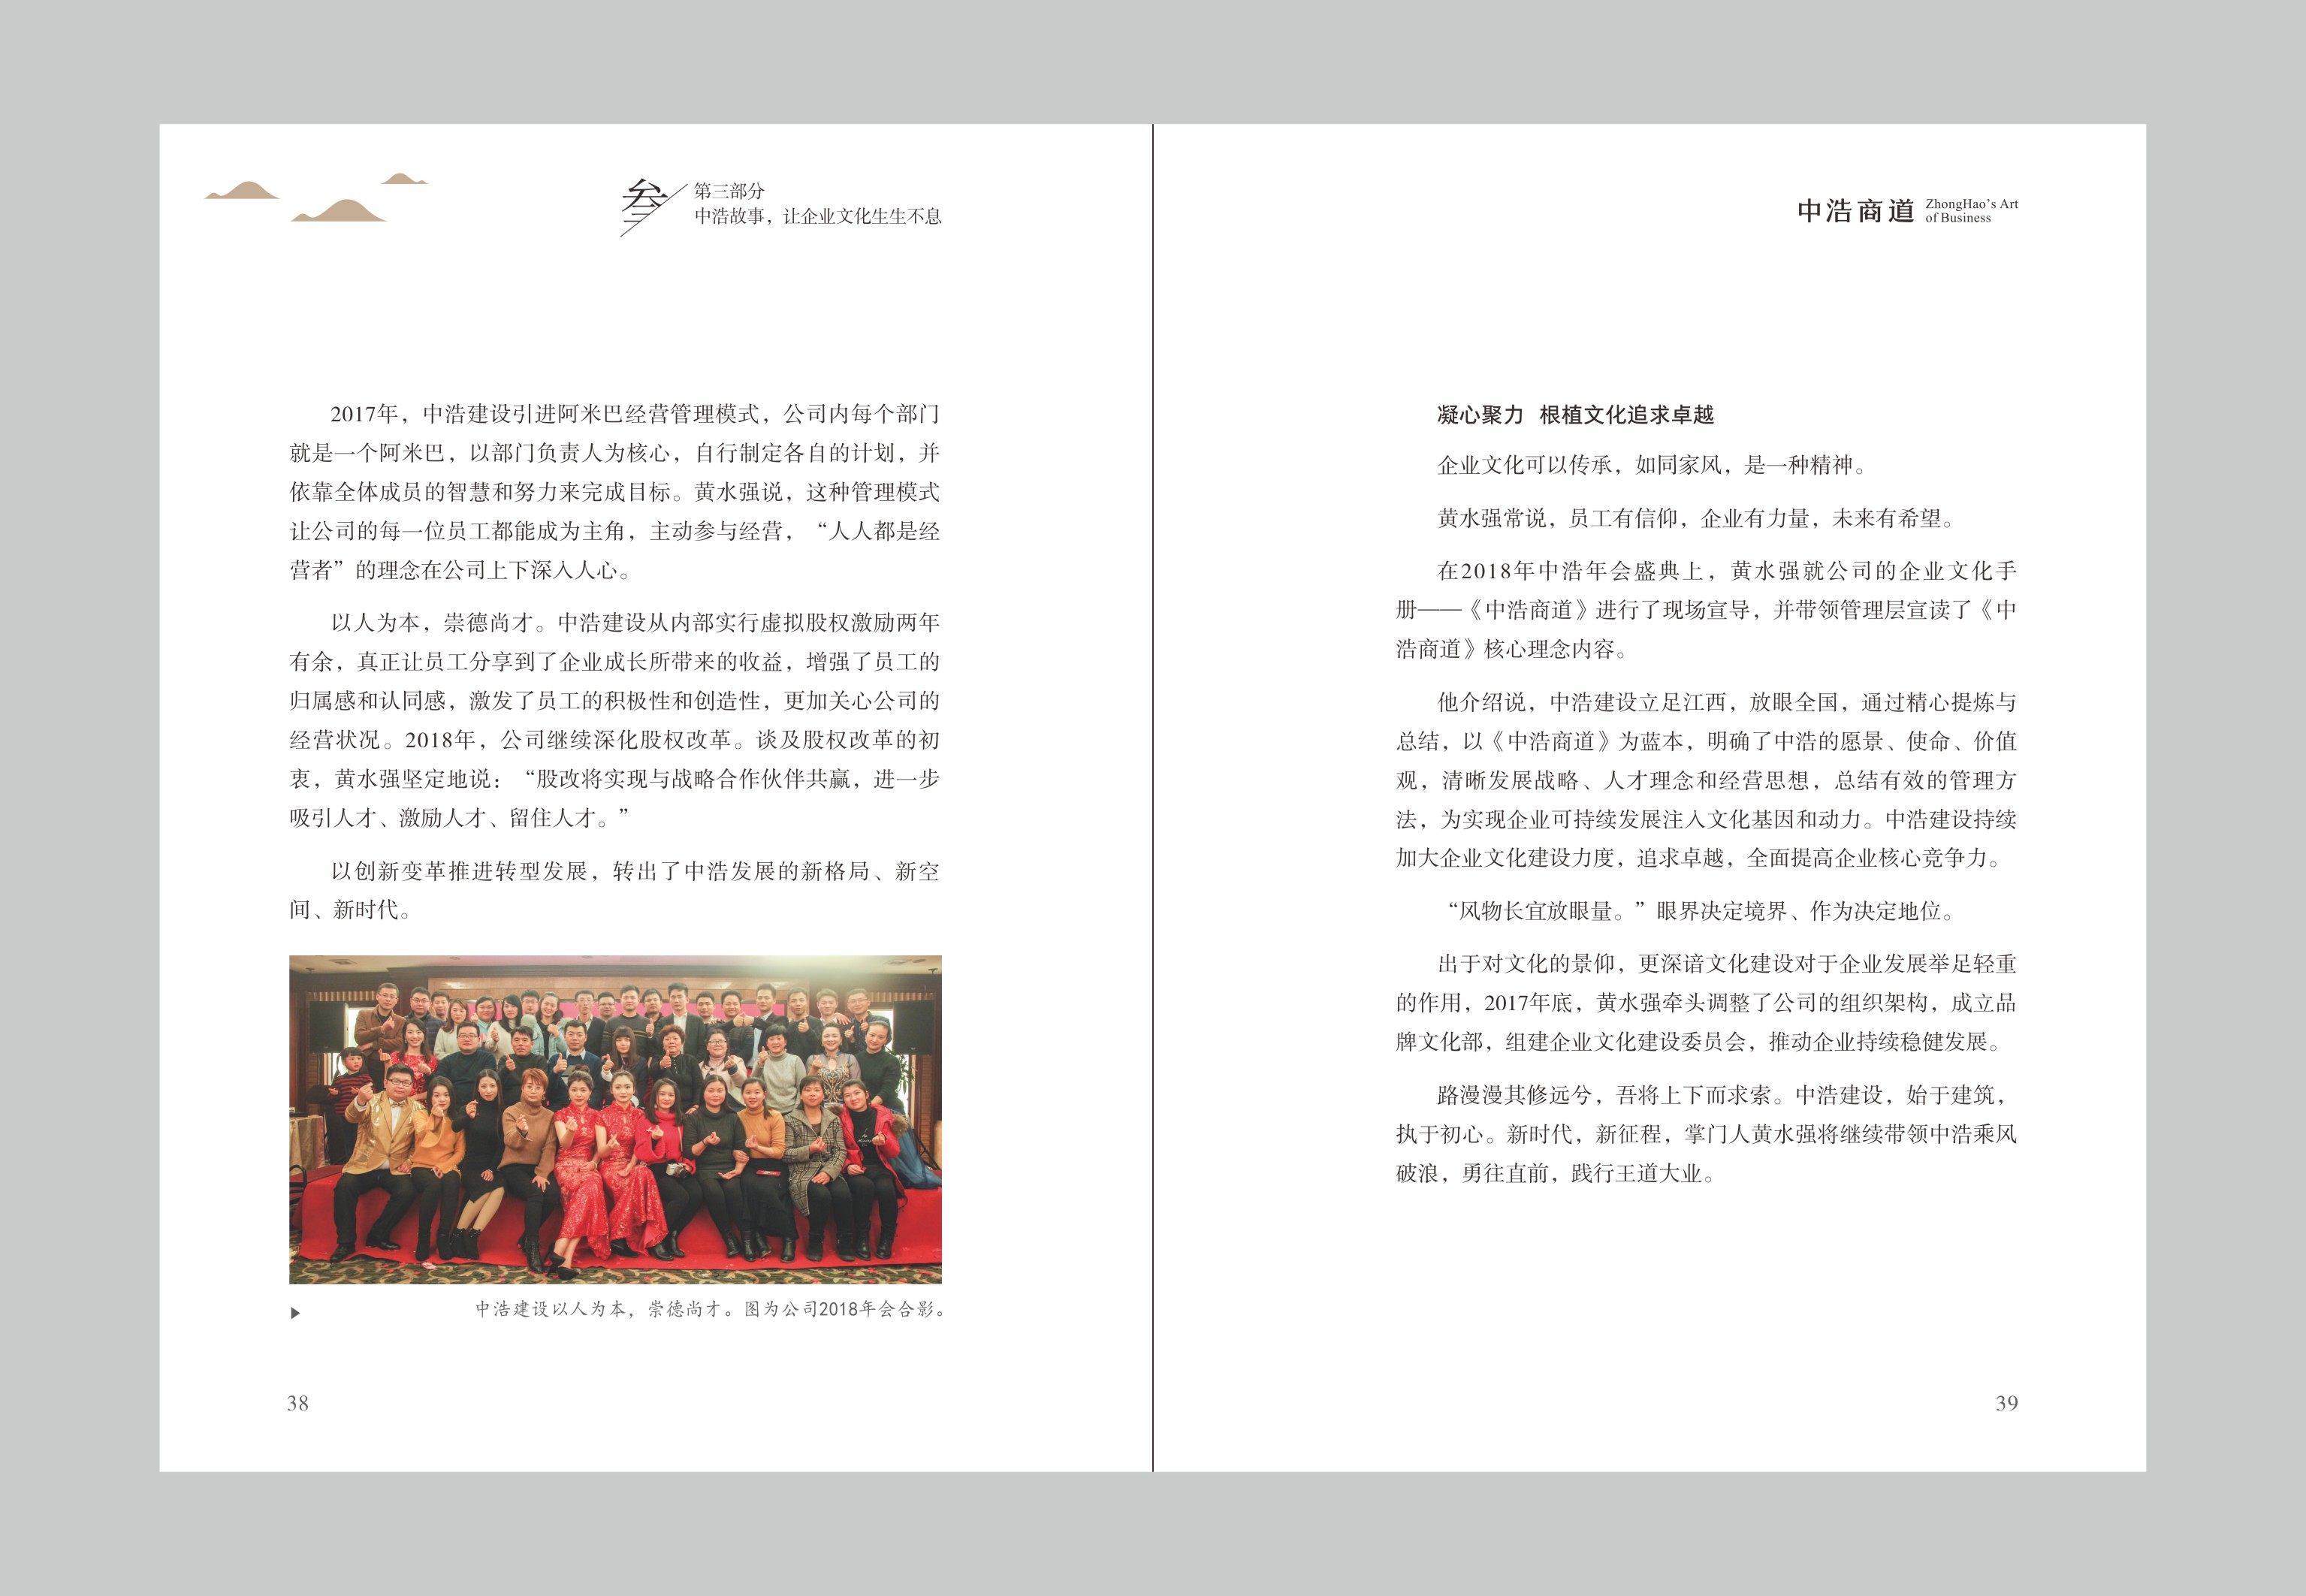 叁
第三部分
中浩故事，让企业文化生生不息
2017年，中浩建设引进阿米巴经营管理模式，公司内每个部门
就是一个阿米巴，以部门负责人为核心，自行制定各自的计划，并
依靠全体成员的智慧和努力来完成目标。黄水强说，这种管理模式
让公司的每一位员工都能成为主角，主动参与经营，“人人都是经
营者”的理念在公司上下深入人心。
以人为本，崇德尚才。中浩建设从内部实行虚拟股权激励两年
有余，真正让员工分享到了企业成长所带来的收益，增强了员工的
归属感和认同感，激发了员工的积极性和创造性，更加关心公司的
经营状况。2018年，公司继续深化股权改革。谈及股权改革的初
衷，黄水强坚定地说：“股改将实现与战略合作伙伴共赢，进一步
吸引人才、激励人才、留住人才。”
以创新变革推进转型发展，转出了中浩发展的新格局、新空
间、新时代。
中浩建设以人为本，崇德尚才。图为公司2018年会合影。
38
中浩商道 ZhongHao's Art
of Business
凝心聚力 根植文化追求卓越
企业文化可以传承，如同家风，是一种精神。
黄水强常说，员工有信仰，企业有力量，未来有希望。
在2018年中浩年会盛典上，黄水强就公司的企业文化手
册——《中浩商道》进行了现场宣导，并带领管理层宣读了《中
浩商道》核心理念内容。
他介绍说，中浩建设立足江西，放眼全国，通过精心提炼与
总结，以《中浩商道》为蓝本，明确了中浩的愿景、使命、价值
观，清晰发展战略、人才理念和经营思想，总结有效的管理方
法，为实现企业可持续发展注入文化基因和动力。中浩建设持续
加大企业文化建设力度，追求卓越，全面提高企业核心竞争力。
“风物长宜放眼量。”眼界决定境界、作为决定地位。
出于对文化的景仰，更深谙文化建设对于企业发展举足轻重
的作用，2017年底，黄水强牵头调整了公司的组织架构，成立品
牌文化部，组建企业文化建设委员会，推动企业持续稳健发展。
路漫漫其修远兮，吾将上下而求索。中浩建设，始于建筑，
执于初心。新时代，新征程，掌门人黄水强将继续带领中浩乘风
破浪，勇往直前，践行王道大业。
39